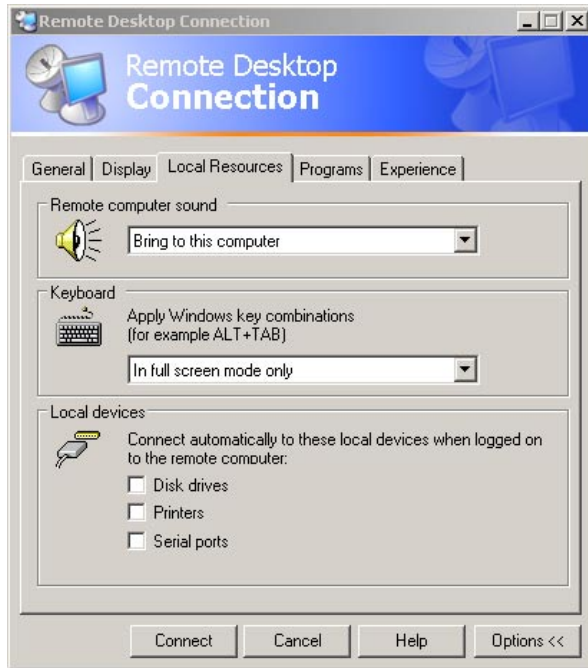 Remote Desktop Connection
Remote Desktop
Connection
General Display Local Resources Programs Experience
Remote computer sound
Bring to this computer
Keyboard
Apply Windows key combinations
(for example ALT+TAB)
In full screen mode only
Local devices
Connect automatically to these local devices when logged on
to the remote computer:
Disk drives
Printers
Serial ports
Connect Cancel Help Options <<